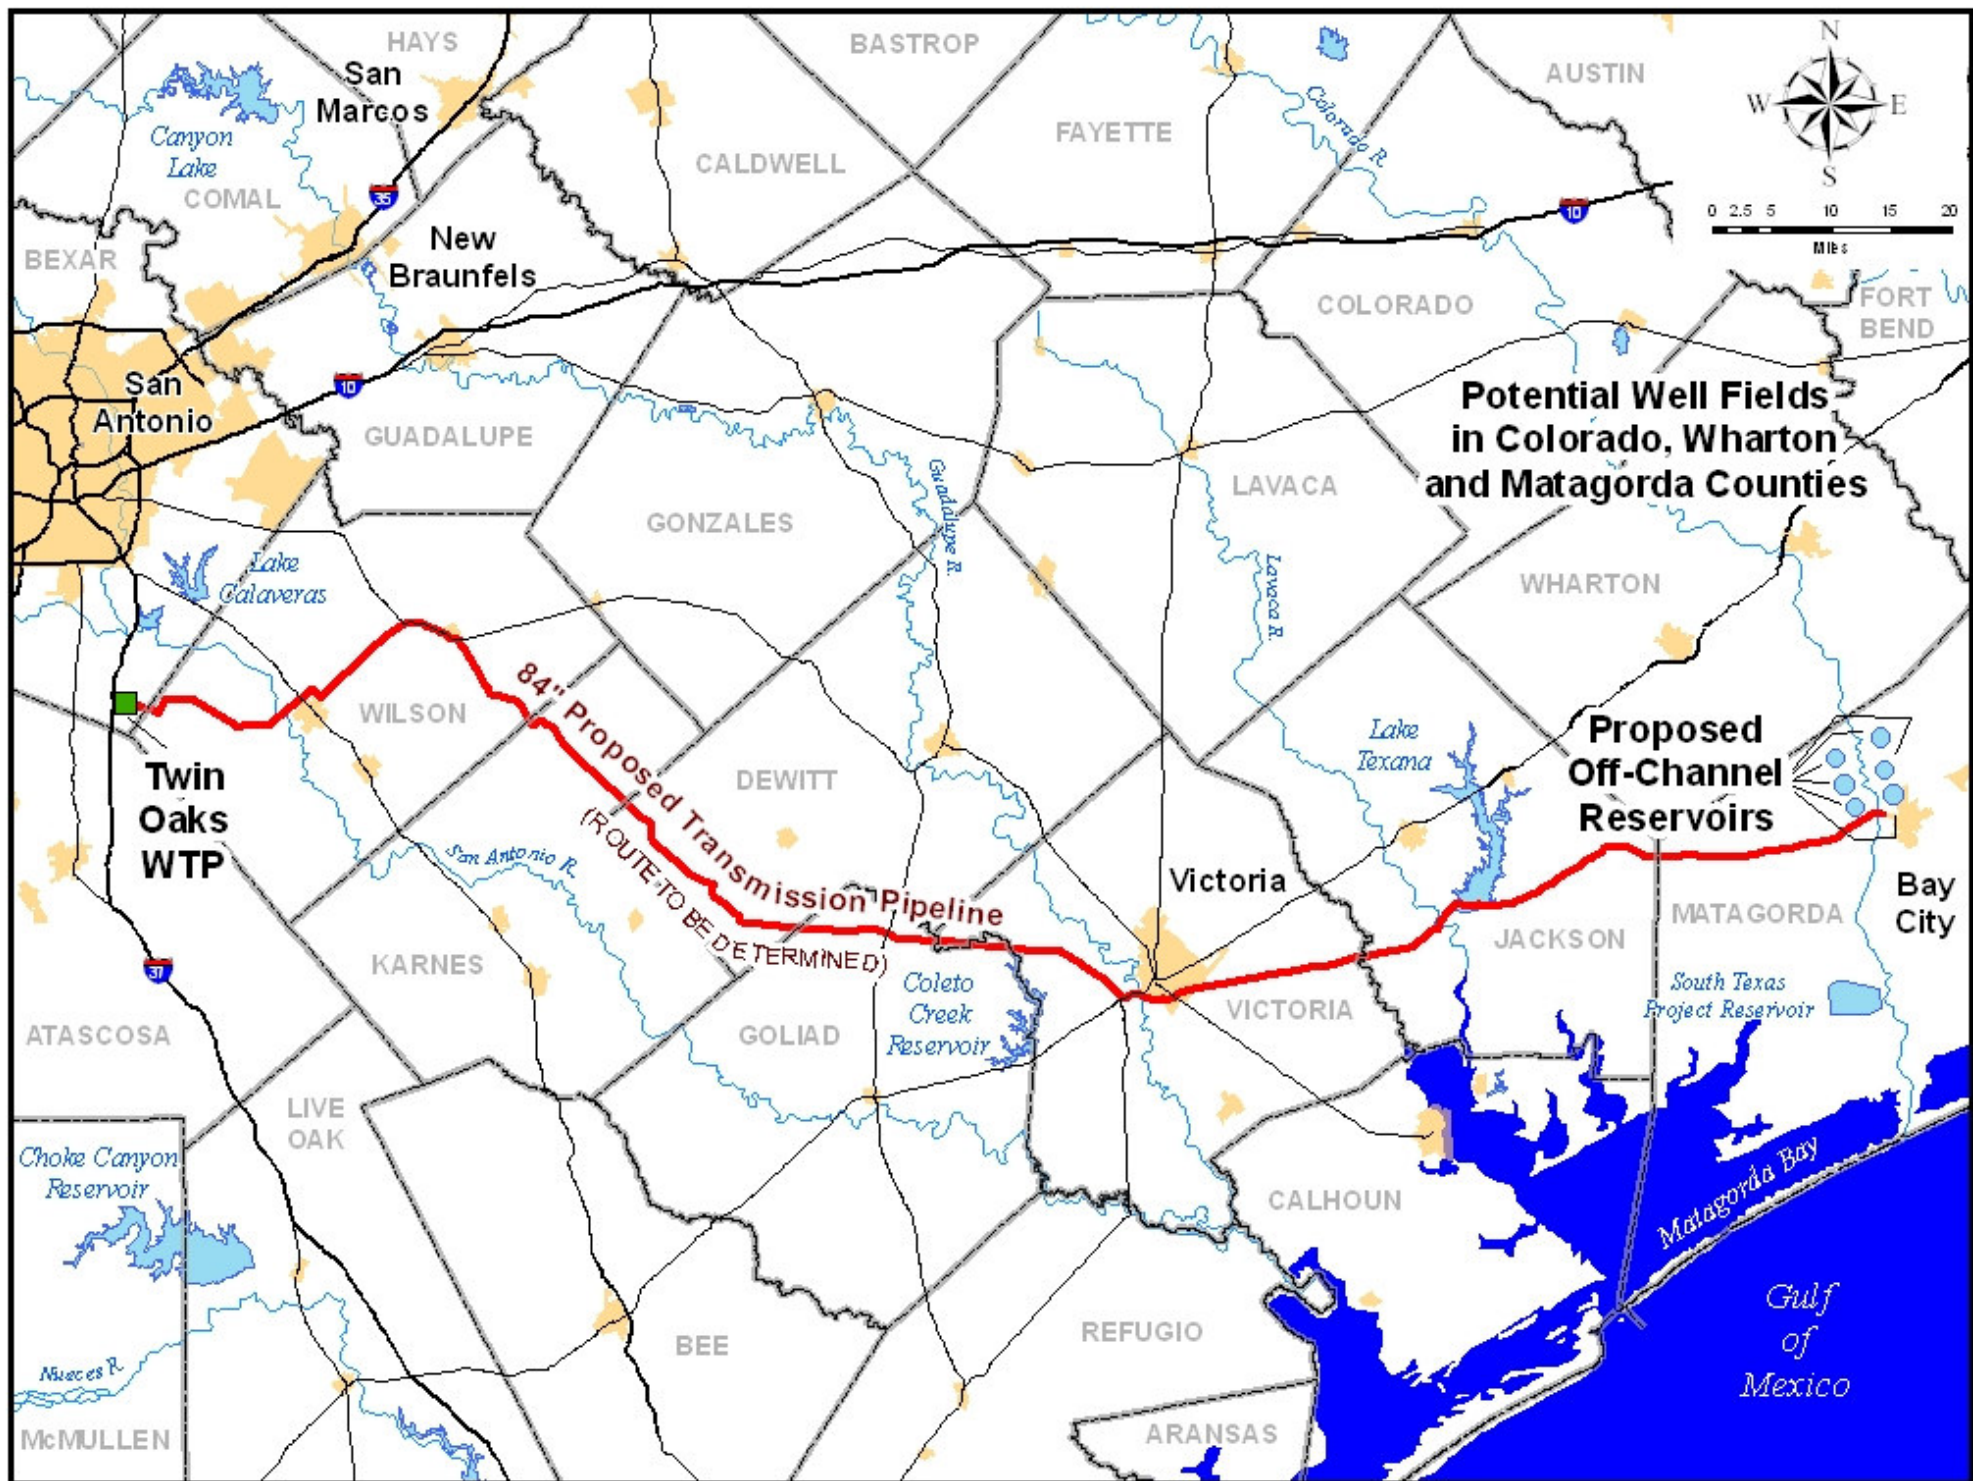 HAYS
San
Marcos
BASTROP
AUSTIN
N
W
E
S
Canyon
Lake
COMAL
35
CALDWELL
FAYETTE
Colorado R.
10
0 2.5 5 10 15 20
Miles
BEXAR
New
Braunfels
COLORADO
FORT
BEND
San
Antonio
10
GUADALUPE
GONZALES
Guadalupe R.
LAVACA
Lavaca R.
Potential Well Fields
in Colorado, Wharton
and Matagorda Counties
WHARTON
Lake
Calaveras
WILSON
84" Proposed Transmission Pipeline
(ROUTE TO BE DETERMINED)
DEWITT
Lake
Texana
Proposed
Off-Channel
Reservoirs
Twin
Oaks
WTP
San Antonio R.
Victoria
Bay
City
MATAGORDA
JACKSON
KARNES
37
Coleto
Creek
Reservoir
GOLIAD
VICTORIA
South Texas
Project Reservoir
ATASCOSA
LIVE
OAK
Choke Canyon
Reservoir
CALHOUN
Matagorda Bay
Gulf
of
Mexico
BEE
REFUGIO
Nueces R.
McMULLEN
ARANSAS